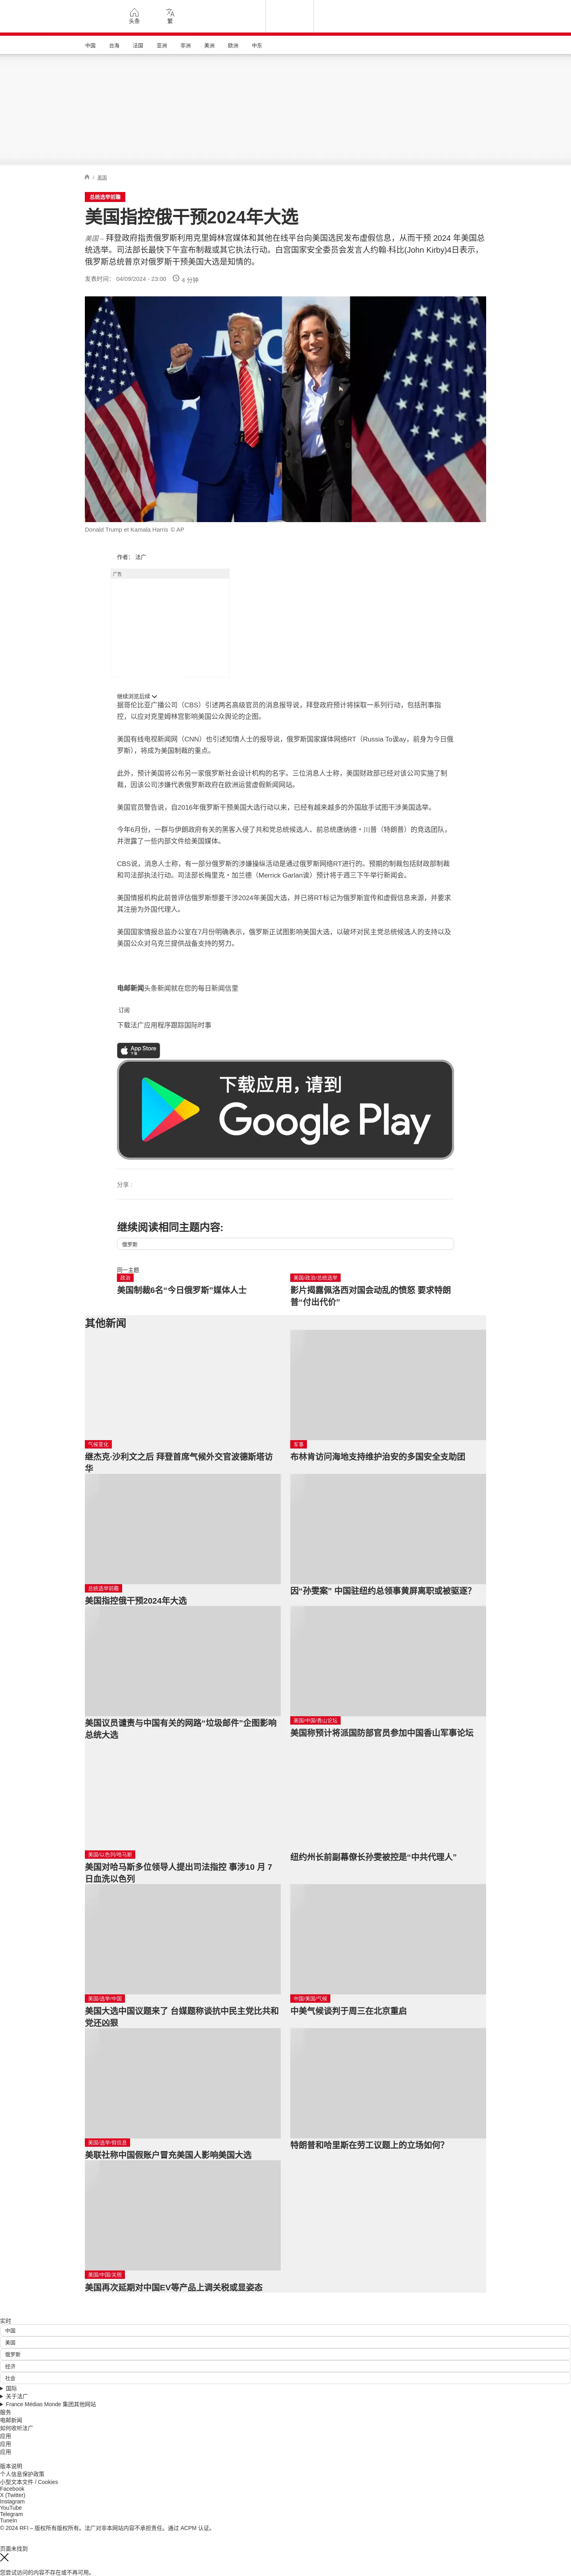 头条
繁
中国
台海
法国
亚洲
非洲
美洲
欧洲
中东
美国
总统选举前瞻
美国指控俄干预2024年大选
美国 – 拜登政府指责俄罗斯利用克里姆林宫媒体和其他在线平台向美国选民发布虚假信息，从而干预 2024 年美国总
统选举。司法部长最快下午宣布制裁或其它执法行动。白宫国家安全委员会发言人约翰·科比(John Kirby)4日表示，
俄罗斯总统普京对俄罗斯干预美国大选是知情的。
发表时间： 04/09/2024 - 23:00
4 分钟
Donald Trump et Kamala Harris © AP
作者： 法广
广告
继续浏览后续
据哥伦比亚广播公司（CBS）引述两名高级官员的消息报导说，拜登政府预计将採取一系列行动，包括刑事指
控，以应对克里姆林宫影响美国公众舆论的企图。
美国有线电视新闻网（CNN）也引述知情人士的报导说，俄罗斯国家媒体网络RT（Russia To诶ay，前身为今日俄
罗斯），将成为美国制裁的重点。
此外，预计美国将公布另一家俄罗斯社会设计机构的名字。三位消息人士称，美国财政部已经对该公司实施了制
裁，因该公司涉嫌代表俄罗斯政府在欧洲运营虚假新闻网站。
美国官员警告说，自2016年俄罗斯干预美国大选行动以来，已经有越来越多的外国敌手试图干涉美国选举。
今年6月份，一群与伊朗政府有关的黑客入侵了共和党总统候选人、前总统唐纳德・川普（特朗普）的竞选团队，
并泄露了一些内部文件给美国媒体。
CBS说，消息人士称，有一部分俄罗斯的涉嫌操纵活动是通过俄罗斯网络RT进行的。预期的制裁包括财政部制裁
和司法部执法行动。司法部长梅里克・加兰德（Merrick Garlan诶）预计将于週三下午举行新闻会。
美国情报机构此前曾评估俄罗斯想要干涉2024年美国大选，并已将RT标记为俄罗斯宣传和虚假信息来源，并要求
其注册为外国代理人。
美国国家情报总监办公室在7月份明确表示，俄罗斯正试图影响美国大选，以破坏对民主党总统候选人的支持以及
美国公众对乌克兰提供战备支持的努力。
电邮新闻头条新闻就在您的每日新闻信里
订阅
下载法广应用程序跟踪国际时事
App Store
下载
下载应用，请到
Google Play
分享 :
继续阅读相同主题内容:
俄罗斯
同一主题
政治
美国制裁6名“今日俄罗斯”媒体人士
美国/政治/总统选举
影片揭露佩洛西对国会动乱的愤怒 要求特朗
普“付出代价”
其他新闻
气候变化
继杰克·沙利文之后 拜登首席气候外交官波德斯塔访
华
军事
布林肯访问海地支持维护治安的多国安全支助团
总统选举前瞻
美国指控俄干预2024年大选
因“孙雯案” 中国驻纽约总领事黄屏离职或被驱逐?
美国议员谴责与中国有关的网路“垃圾邮件”企图影响
总统大选
美国/中国/香山论坛
美国称预计将派国防部官员参加中国香山军事论坛
美国/以色列/哈马斯
美国对哈马斯多位领导人提出司法指控 事涉10 月 7
日血洗以色列
纽约州长前副幕僚长孙雯被控是“中共代理人”
美国/选举/中国
美国大选中国议题来了 台媒题称谈抗中民主党比共和
党还凶狠
中国/美国/气候
中美气候谈判于周三在北京重启
美国/选举/假信息
美联社称中国假账户冒充美国人影响美国大选
特朗普和哈里斯在劳工议题上的立场如何?
美国/中国/关税
美国再次延期对中国EV等产品上调关税或显姿态
实时
中国
美国
俄罗斯
经济
社会
国际
关于法广
France Médias Monde 集团其他网站
服务
电邮新闻
如何收听法广
应用
应用
应用
版本说明
个人信息保护政策
小型文本文件 / Cookies
Facebook
X (Twitter)
Instagram
YouTube
Telegram
TuneIn
© 2024 RFI – 版权所有版权所有。法广对非本网站内容不承担责任。通过 ACPM 认证。
页面未找到
您尝试访问的内容不存在或不再可用。